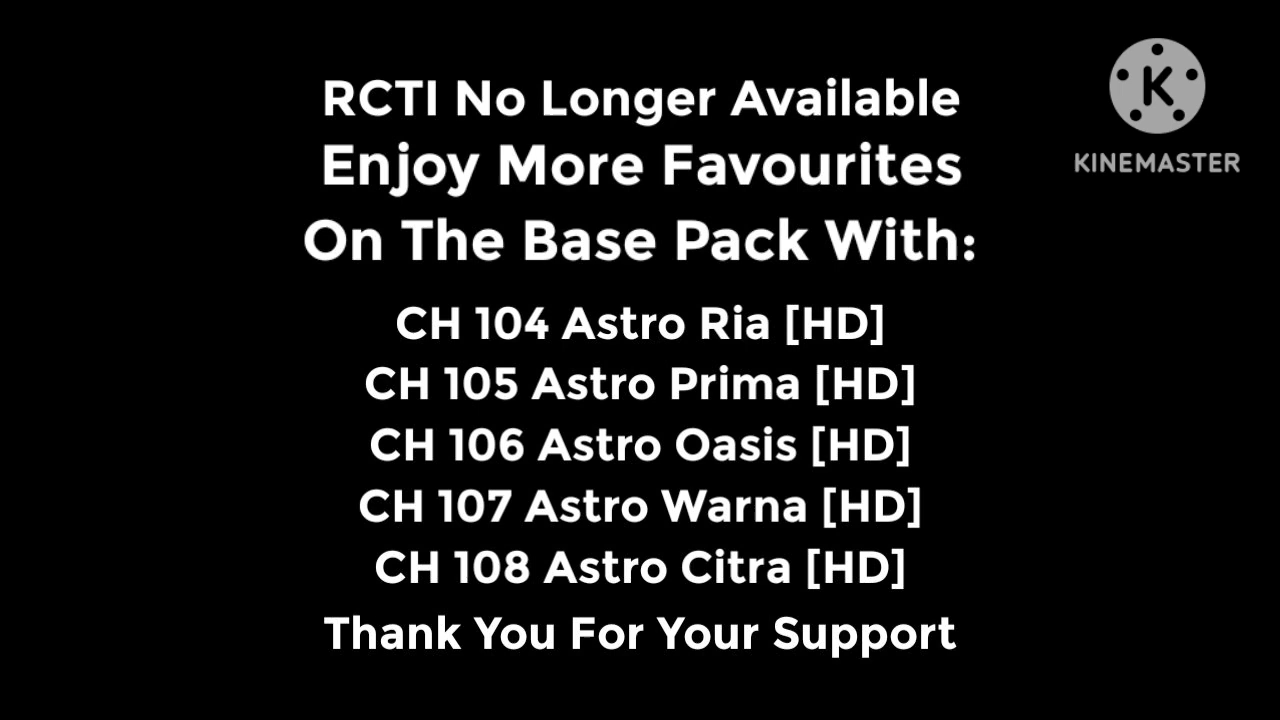 RCTI No Longer Available
Enjoy More Favourites
On The Base Pack With:
CH 104 Astro Ria [HD]
CH 105 Astro Prima [HD]
CH 106 Astro Oasis [HD]
CH 107 Astro Warna [HD]
CH 108 Astro Citra [HD]
Thank You For Your Support
K
KINEMASTER